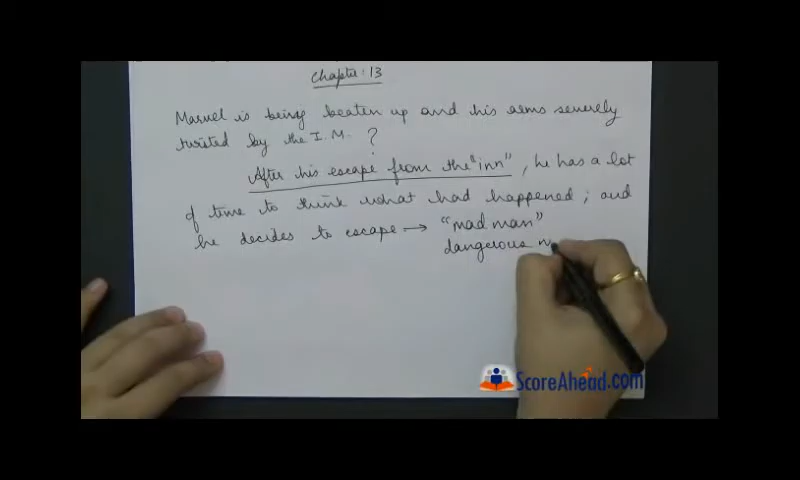 Chapter: 13
Marvel is being beaten up and his arms severely
twisted by the I.M. ?
After his escape from the "inn", he has a lot
of time to think what had happened; and
he decides to escape → "mad man"
dangerous
ScoreAhead.com